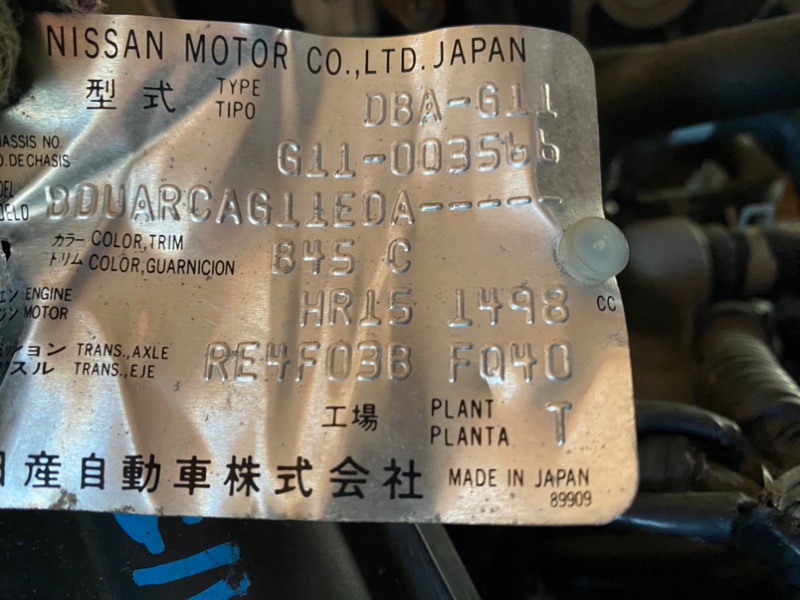 NISSAN MOTOR CO.,LTD. JAPAN
型式 TYPE DBA-G11
TIPO
HASSIS NO. G11-003566
O. DE CHASIS
DEL BDUARCAG11EDA-----
DELO
カラー COLOR,TRIM B45 C
トリム COLOR,GUARNICION
ン ENGINE HR15 1498 CC
ン MOTOR
ション TRANS.,AXLE RE4F03B FQ40
スル TRANS.,EJE
工場 PLANT T
PLANTA
日産自動車株式会社 MADE IN JAPAN
89909